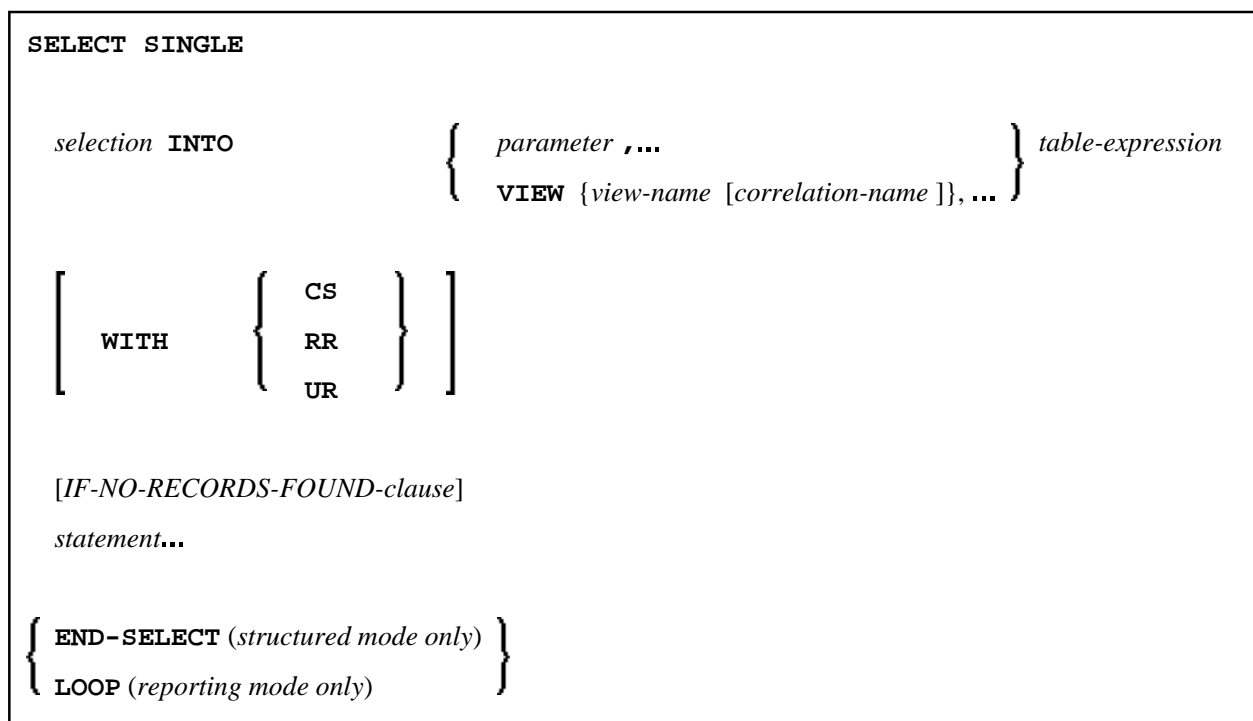 SELECT SINGLE
selection INTO { parameter ,... } table-expression
VIEW {view-name [correlation-name ]}, ...
[ WITH { CS
RR
UR } ]
[IF-NO-RECORDS-FOUND-clause]
statement...
{ END-SELECT (structured mode only) }
LOOP (reporting mode only)